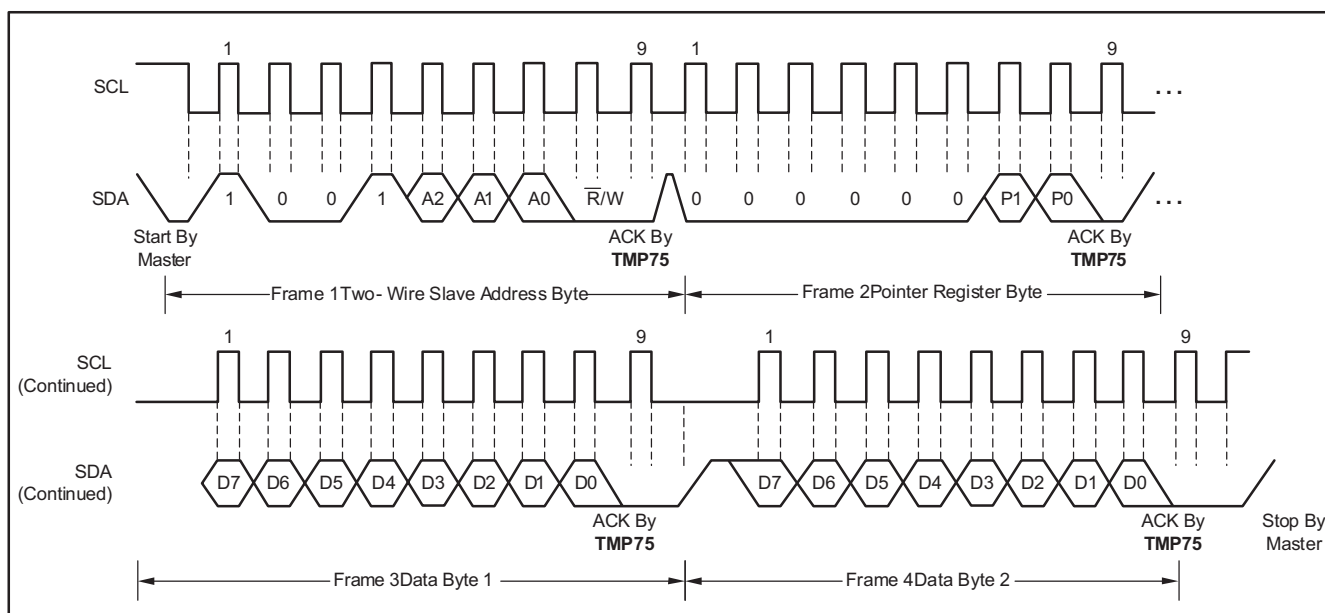 1 9 1 9
SCL ...
SDA 1 0 0 1 A2 A1 A0 R̅/W 0 0 0 0 0 0 P1 P0 ...
Start By Master
ACK By TMP75
ACK By TMP75
Frame 1Two- Wire Slave Address Byte
Frame 2Pointer Register Byte
1 9 1 9
SCL (Continued)
SDA (Continued) D7 D6 D5 D4 D3 D2 D1 D0 D7 D6 D5 D4 D3 D2 D1 D0
ACK By TMP75
ACK By TMP75
Stop By Master
Frame 3Data Byte 1
Frame 4Data Byte 2